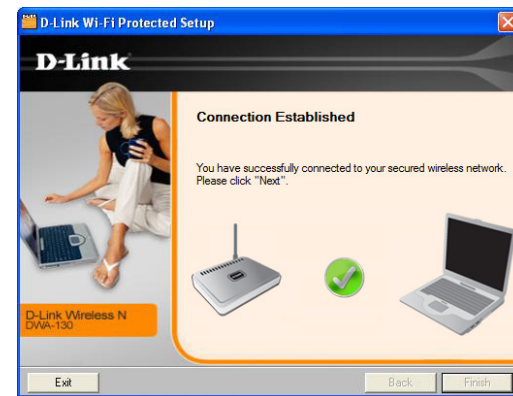 D-Link Wi-Fi Protected Setup
D-Link
Connection Established
You have successfully connected to your secured wireless network.
Please click "Next".
D-Link Wireless N
DWA-130
Exit
Back
Finish